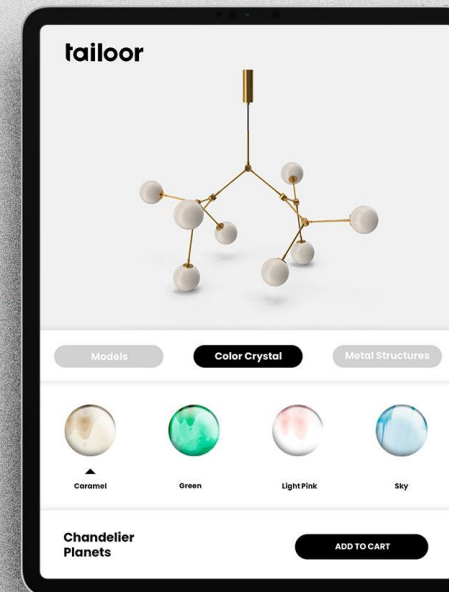 tailoor
Models
Color Crystal
Metal Structures
Caramel
Green
Light Pink
Sky
Chandelier
Planets
ADD TO CART